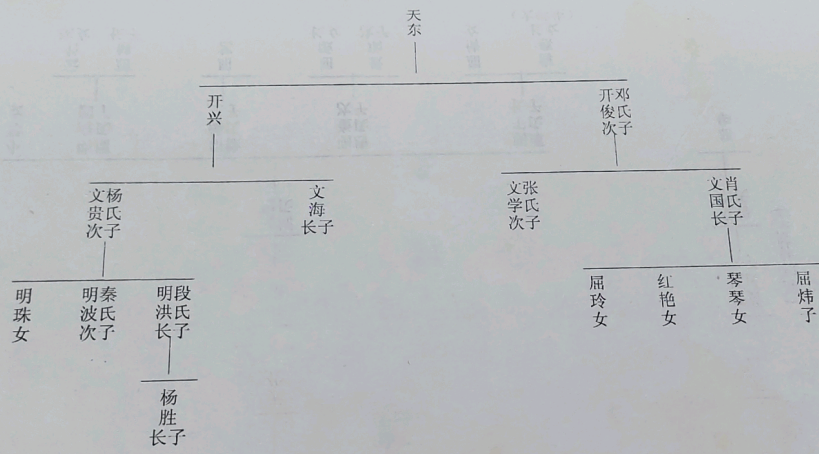 天东
开兴
邓氏
开俊次子
杨氏
文贵次子
文海长子
张氏
文学次子
肖氏
文国长子
明珠女
秦氏
明波次子
段氏
明洪长子
屈玲女
红艳女
琴琴女
屈炜子
杨胜长子